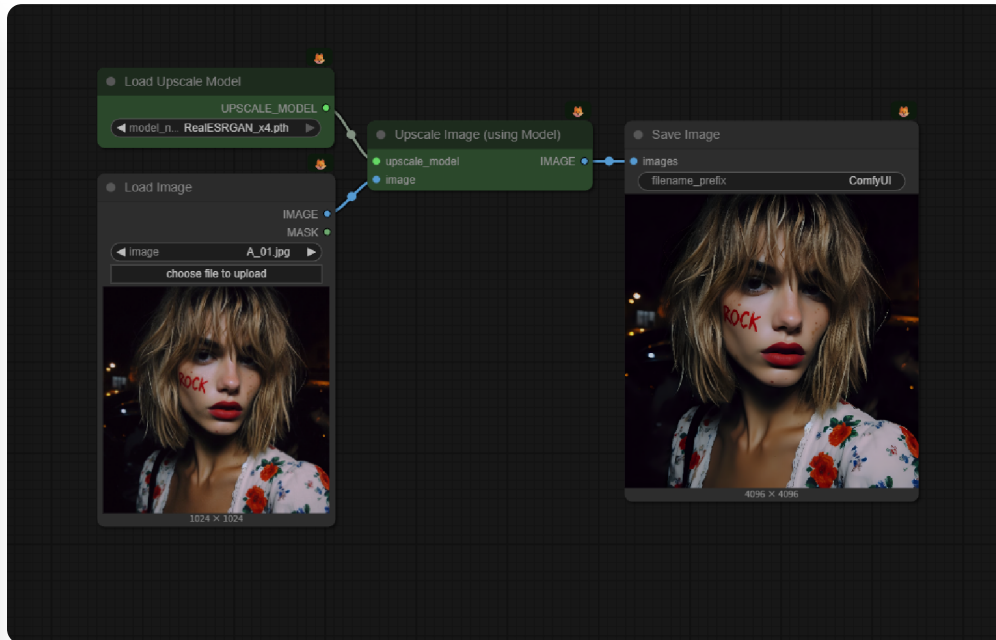 Load Upscale Model
UPSCALE_MODEL
model_n... RealESRGAN_x4.pth
Load Image
IMAGE
MASK
image A_01.jpg
choose file to upload
ROCK
1024 × 1024
Upscale Image (using Model)
upscale_model IMAGE
image
Save Image
images
filename_prefix ComfyUI
ROCK
4096 × 4096